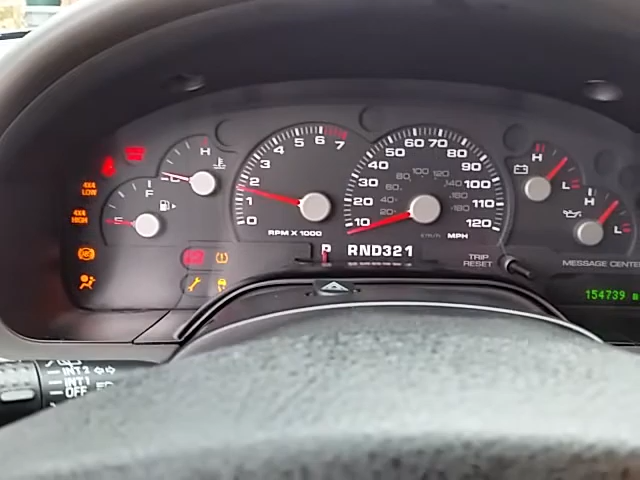 H
C
F
E
4X4
LOW
4X4
HIGH
0 1 2 3 4 5 6 7
RPM X 1000
10 20 30 40 50 60 70 80 90 100 110 120
20 40 60 80 100 120 140 160 180
MPH
H
L
H
L
P RND321
TRIP
RESET
MESSAGE CENTE
154739
INT 2
INT 1
OFF